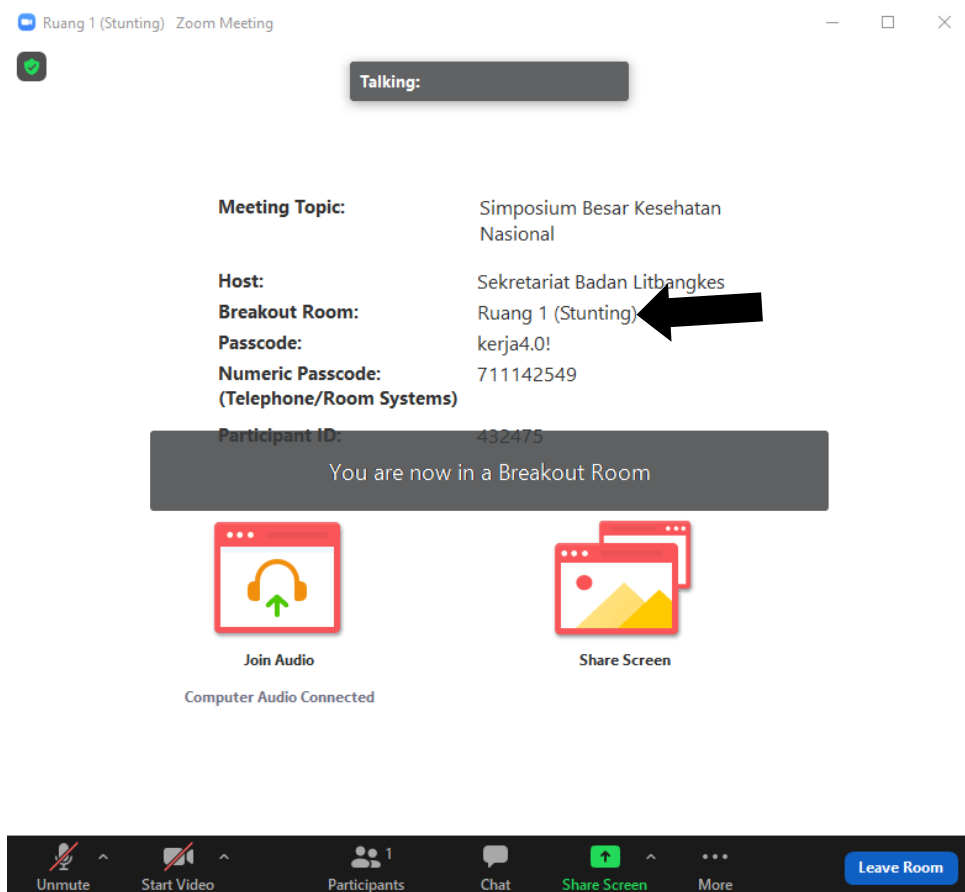 Ruang 1 (Stunting) Zoom Meeting
Talking:
Meeting Topic: Simposium Besar Kesehatan
Nasional
Host: Sekretariat Badan Litbangkes
Breakout Room: Ruang 1 (Stunting)
Passcode: kerja4.0!
Numeric Passcode: 711142549
(Telephone/Room Systems)
Participant ID: 432475
You are now in a Breakout Room
Join Audio Share Screen
Computer Audio Connected
1
Unmute Start Video Participants Chat Share Screen More Leave Room